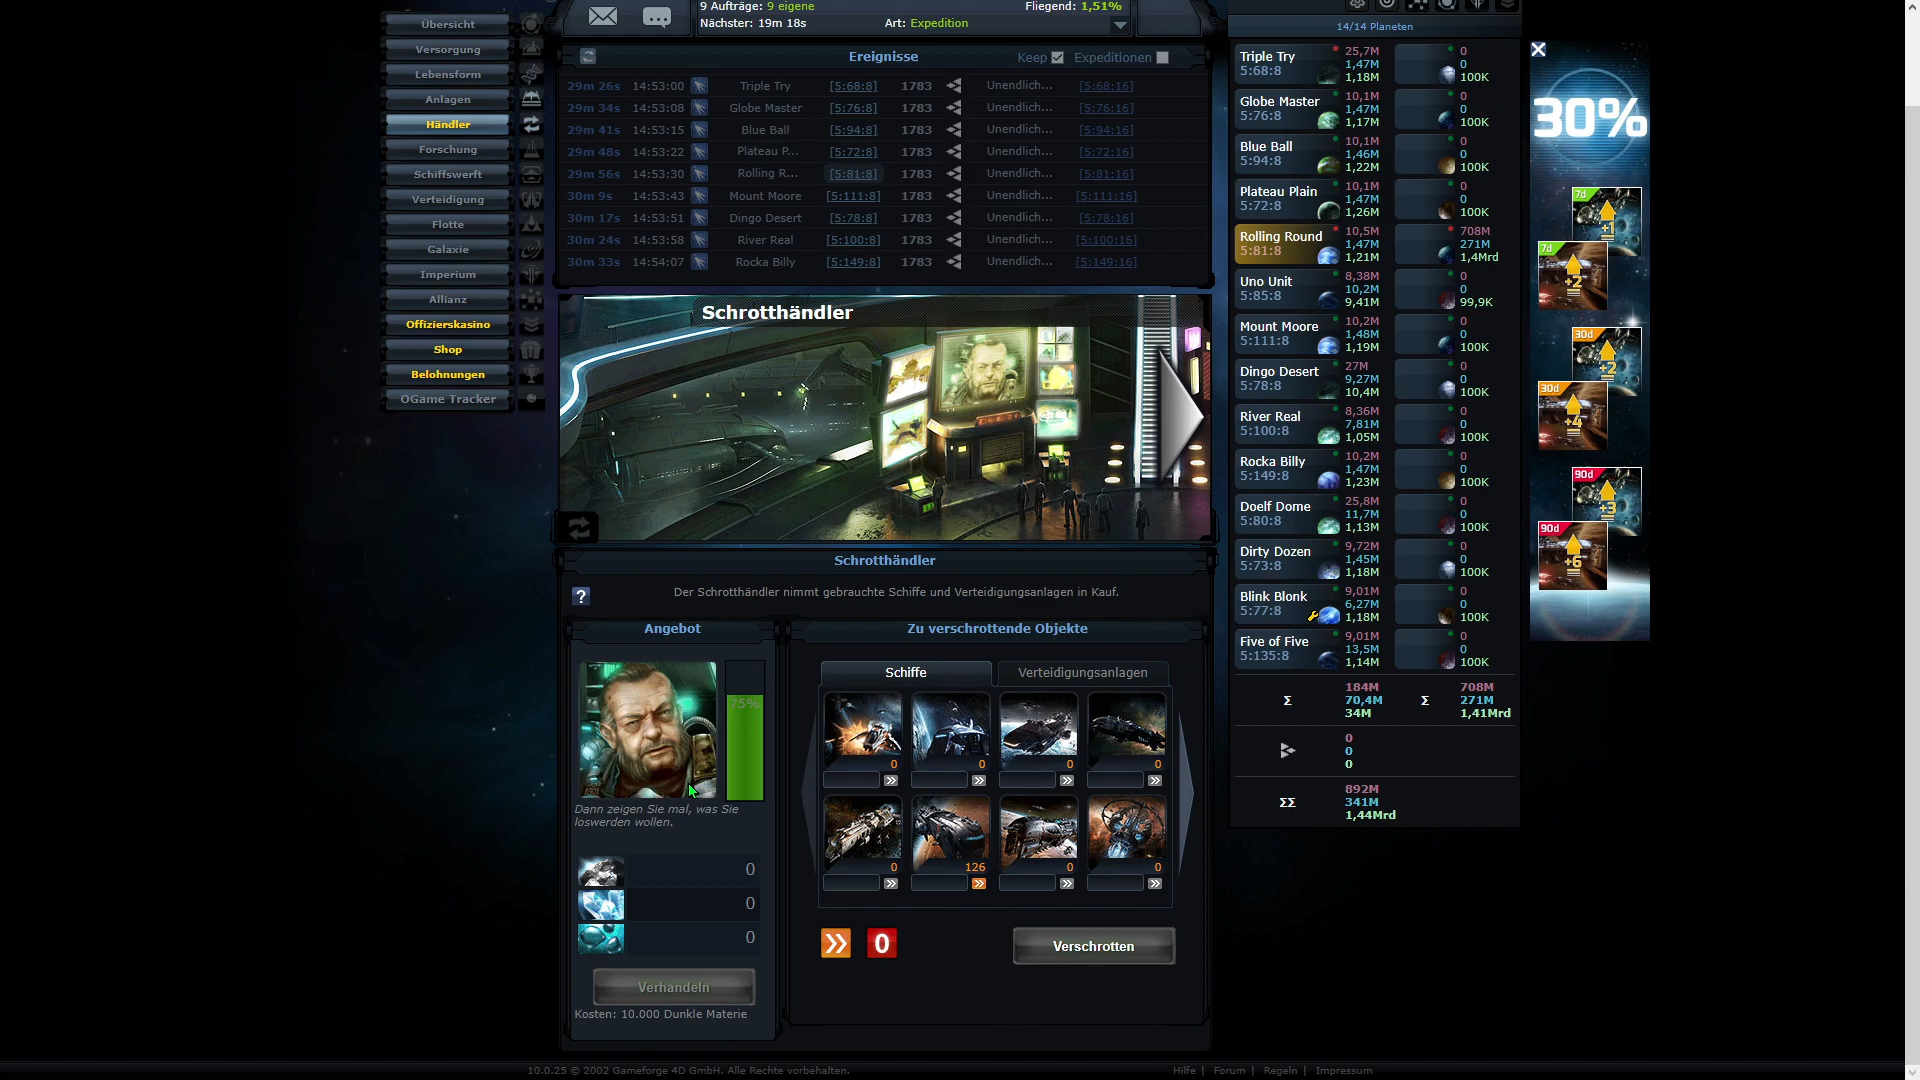 Übersicht
Versorgung
Lebensform
Anlagen
Händler
Forschung
Schiffswerft
Verteidigung
Flotte
Galaxie
Imperium
Allianz
Offizierskasino
Shop
Belohnungen
OGame Tracker
9 Aufträge: 9 eigene
Fliegend: 1,51%
Nächster: 19m 18s
Art: Expedition
Ereignisse
Keep
Expeditionen
29m 26s 14:53:00 Triple Try [5:68:8] 1783 Unendlich... [5:68:16]
29m 34s 14:53:08 Globe Master [5:76:8] 1783 Unendlich... [5:76:16]
29m 41s 14:53:15 Blue Ball [5:94:8] 1783 Unendlich... [5:94:16]
29m 48s 14:53:22 Plateau P... [5:72:8] 1783 Unendlich... [5:72:16]
29m 56s 14:53:30 Rolling R... [5:81:8] 1783 Unendlich... [5:81:16]
30m 9s 14:53:43 Mount Moore [5:111:8] 1783 Unendlich... [5:111:16]
30m 17s 14:53:51 Dingo Desert [5:78:8] 1783 Unendlich... [5:78:16]
30m 24s 14:53:58 River Real [5:100:8] 1783 Unendlich... [5:100:16]
30m 33s 14:54:07 Rocka Billy [5:149:8] 1783 Unendlich... [5:149:16]
Schrotthändler
Schrotthändler
?
Der Schrotthändler nimmt gebrauchte Schiffe und Verteidigungsanlagen in Kauf.
Angebot
75%
Dann zeigen Sie mal, was Sie
loswerden wollen.
0
0
0
Verhandeln
Kosten: 10.000 Dunkle Materie
Zu verschrottende Objekte
Schiffe
Verteidigungsanlagen
0 0 0 0
0 126 0 0
0
Verschrotten
14/14 Planeten
Triple Try 25,7M 0
5:68:8 1,47M 0
1,18M 100K
Globe Master 10,1M 0
5:76:8 1,47M 0
1,17M 100K
Blue Ball 10,1M 0
5:94:8 1,46M 0
1,22M 100K
Plateau Plain 10,1M 0
5:72:8 1,47M 0
1,26M 100K
Rolling Round 10,5M 708M
5:81:8 1,47M 271M
1,21M 1,4Mrd
Uno Unit 8,38M 0
5:85:8 10,2M 0
9,41M 99,9K
Mount Moore 10,2M 0
5:111:8 1,48M 0
1,19M 100K
Dingo Desert 27M 0
5:78:8 9,27M 0
10,4M 100K
River Real 8,36M 0
5:100:8 7,81M 0
1,05M 100K
Rocka Billy 10,2M 0
5:149:8 1,47M 0
1,23M 100K
Doelf Dome 25,8M 0
5:80:8 11,7M 0
1,13M 100K
Dirty Dozen 9,72M 0
5:73:8 1,45M 0
1,18M 100K
Blink Blonk 9,01M 0
5:77:8 6,27M 0
1,18M 100K
Five of Five 9,01M 0
5:135:8 13,5M 0
1,14M 100K
184M 708M
Σ 70,4M Σ 271M
34M 1,41Mrd
0
0
0
892M
ΣΣ 341M
1,44Mrd
30%
7d
+1
7d
+2
30d
+2
30d
+4
90d
+3
90d
+6
10.0.25 © 2002 Gameforge 4D GmbH. Alle Rechte vorbehalten.
Hilfe | Forum | Regeln | Impressum